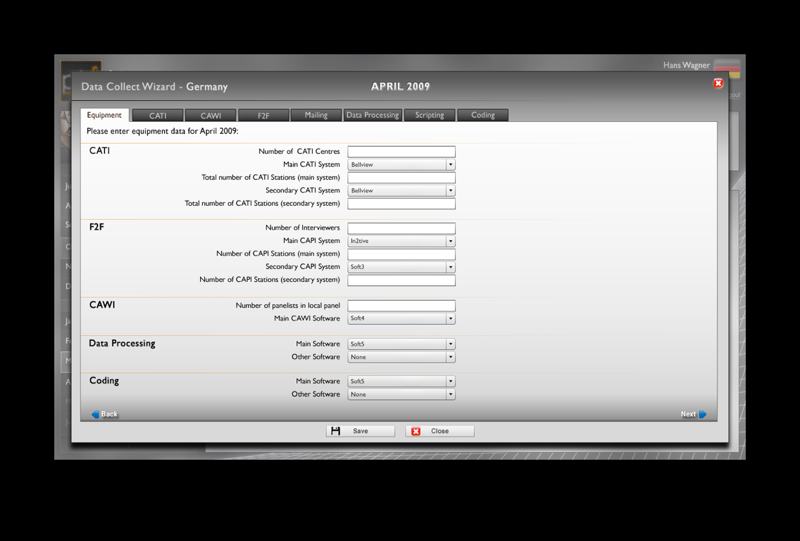 Hans Wagner
Data Collect Wizard - Germany
APRIL 2009
Equipment
CATI
CAWI
F2F
Mailing
Data Processing
Scripting
Coding
Please enter equipment data for April 2009:
CATI
Number of CATI Centres
Main CATI System
Bellview
Total number of CATI Stations (main system)
Secondary CATI System
Bellview
Total number of CATI Stations (secondary system)
F2F
Number of Interviewers
Main CAPI System
In2itive
Number of CAPI Stations (main system)
Secondary CAPI System
Soft3
Number of CAPI Stations (secondary system)
CAWI
Number of panelists in local panel
Main CAWI Software
Soft4
Data Processing
Main Software
Soft5
Other Software
None
Coding
Main Software
Soft5
Other Software
None
Back
Next
Save
Close